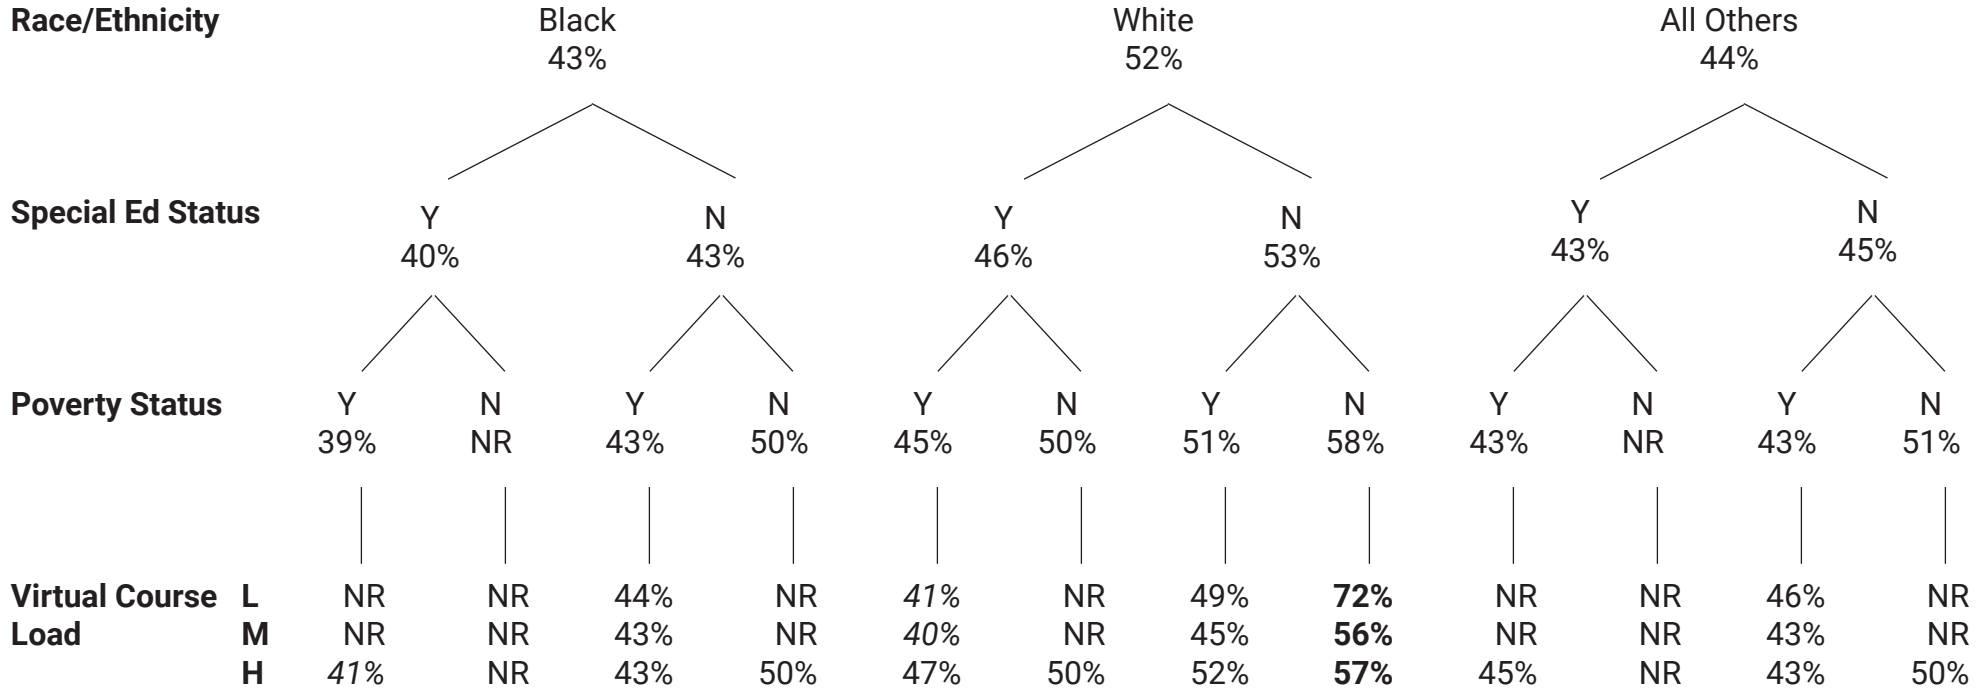 Race/Ethnicity Black White All Others
43% 52% 44%
Special Ed Status Y N Y N Y N
40% 43% 46% 53% 43% 45%
Poverty Status Y N Y N Y N Y N Y N Y N
39% NR 43% 50% 45% 50% 51% 58% 43% NR 43% 51%
Virtual Course L NR NR 44% NR 41% NR 49% 72% NR NR 46% NR
Load M NR NR 43% NR 40% NR 45% 56% NR NR 43% NR
H 41% NR 43% 50% 47% 50% 52% 57% 45% NR 43% 50%